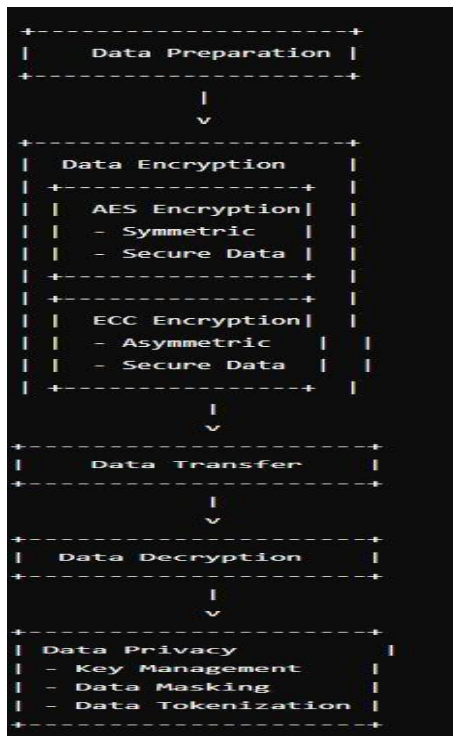 Data Preparation
v
Data Encryption
AES Encryption
- Symmetric
- Secure Data
ECC Encryption
- Asymmetric
- Secure Data
v
Data Transfer
v
Data Decryption
v
Data Privacy
- Key Management
- Data Masking
- Data Tokenization